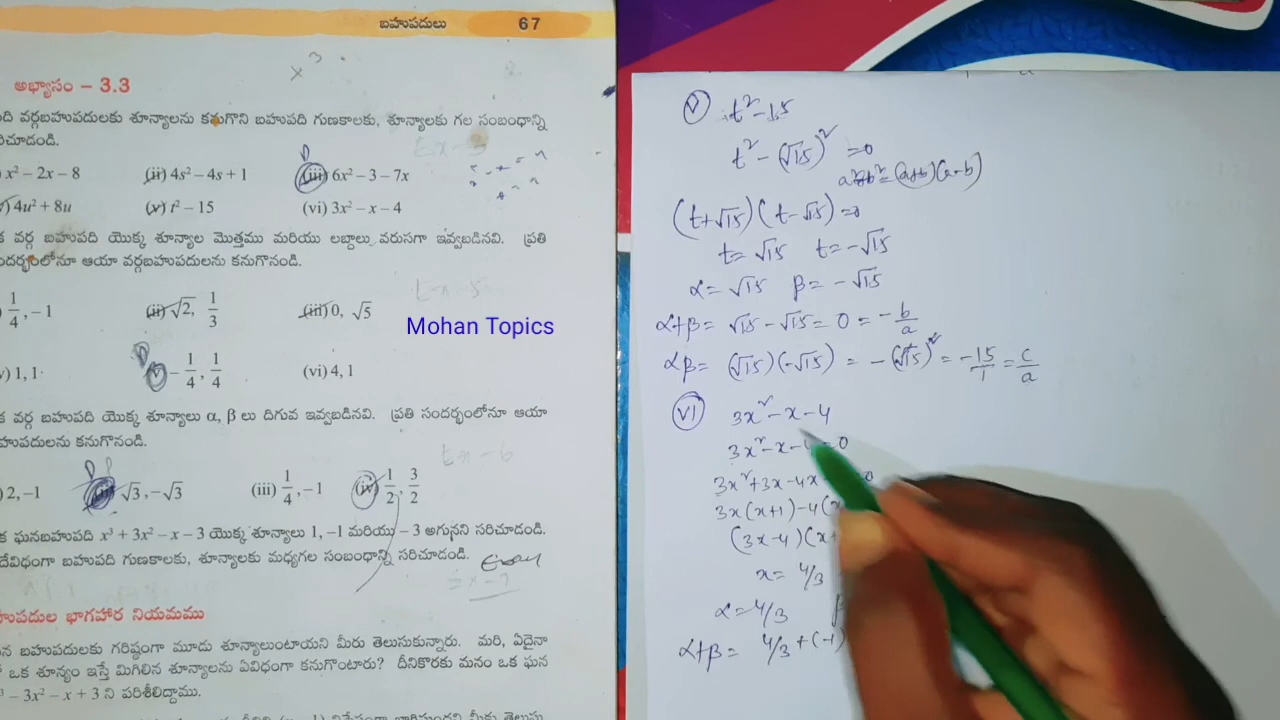 బహుపదులు 67
అభ్యాసం – 3.3
వర్గబహుపదులకు శూన్యాలను కనుగొని బహుపది గుణకాలకు, శూన్యాలకు గల సంబంధాన్ని
x² – 2x – 8 (ii) 4s² – 4s + 1 (iii) 6x² – 3 – 7x
4u² + 8u (v) t² – 15 (vi) 3x² – x – 4
వర్గ బహుపది యొక్క శూన్యాల మొత్తము మరియు లబ్దాలు వరుసగా ఇవ్వబడినవి. ప్రతి
ఆయా వర్గబహుపదులను కనుగొనండి.
1/4, –1 (ii) √2, 1/3 (iii) 0, √5
) 1, 1 –1/4, 1/4 (vi) 4, 1
వర్గ బహుపది యొక్క శూన్యాలు α, β లు దిగువ ఇవ్వబడినవి. ప్రతి సందర్భంలోనూ ఆయా
కనుగొనండి.
) 2, –1 √3, –√3 (iii) 1/4, –1 (iv) 1/2, 3/2
ఘనబహుపది x³ + 3x² – x – 3 యొక్క శూన్యాలు 1, –1 మరియు – 3 అగునని సరిచూడండి.
బహుపది గుణకాలకు, శూన్యాలకు మధ్యగల సంబంధాన్ని సరిచూడండి.
భాగహార నియమము
బహుపదులకు గరిష్ఠంగా మూడు శూన్యాలుంటాయని మీరు తెలుసుకున్నారు. మరి, ఏదైనా
ఒక శూన్యం ఇస్తే మిగిలిన శూన్యాలను ఏవిధంగా కనుగొంటారు? దీనికొరకు మనం ఒక ఘన
– 3x² – x + 3 ని పరిశీలిద్దాము.
x³
Mohan Topics
V t² – 15
t² – (√15)² = 0
a² – b² = (a+b)(a–b)
(t+√15)(t–√15) = 0
t = √15 t = –√15
α = √15 β = –√15
α+β = √15 – √15 = 0 = –b/a
αβ = (√15)(–√15) = –(√15)² = –15/1 = c/a
VI 3x² – x – 4
3x² – x – 4 = 0
3x² + 3x – 4x
3x(x+1) – 4(x
(3x–4)(x+
x = 4/3
α = 4/3 β
α+β = 4/3 + (–1)